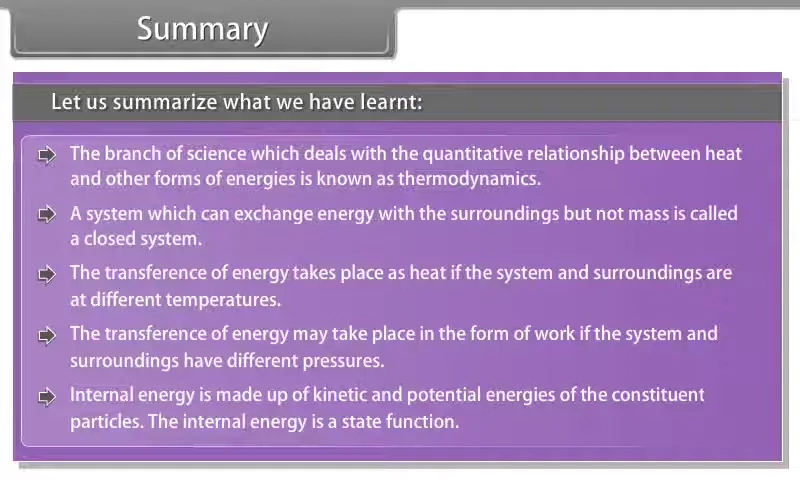 Summary
Let us summarize what we have learnt:
The branch of science which deals with the quantitative relationship between heat
and other forms of energies is known as thermodynamics.
A system which can exchange energy with the surroundings but not mass is called
a closed system.
The transference of energy takes place as heat if the system and surroundings are
at different temperatures.
The transference of energy may take place in the form of work if the system and
surroundings have different pressures.
Internal energy is made up of kinetic and potential energies of the constituent
particles. The internal energy is a state function.